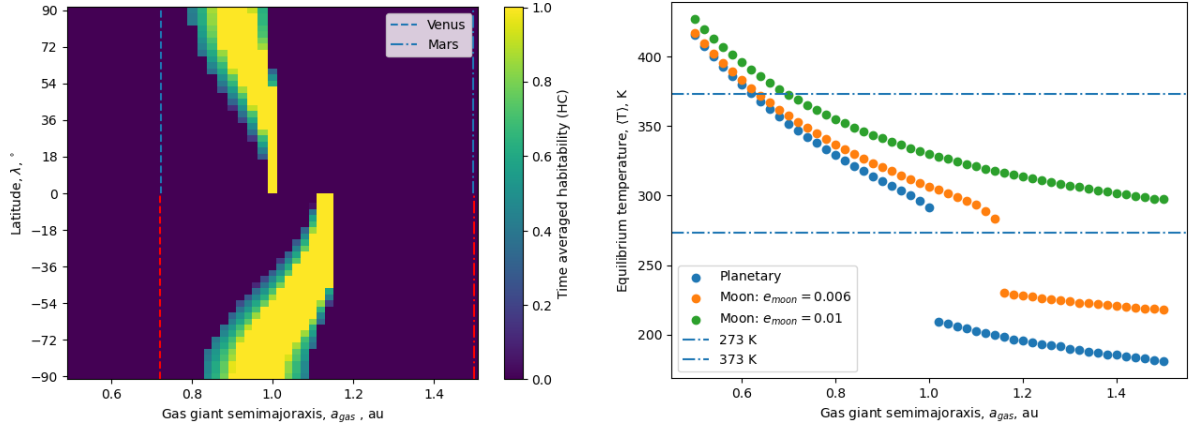 90
72
54
36
18
0
−18
−36
−54
−72
−90
Latitude, λ, °
0.6
0.8
1.0
1.2
1.4
Gas giant semimajoraxis, a_gas , au
Venus
Mars
1.0
0.8
0.6
0.4
0.2
0.0
Time averaged habitability (HC)
400
350
300
250
200
Equilibrium temperature, ⟨T⟩, K
Planetary
Moon: e_moon = 0.006
Moon: e_moon = 0.01
273 K
373 K
0.6
0.8
1.0
1.2
1.4
Gas giant semimajoraxis, a_gas, au